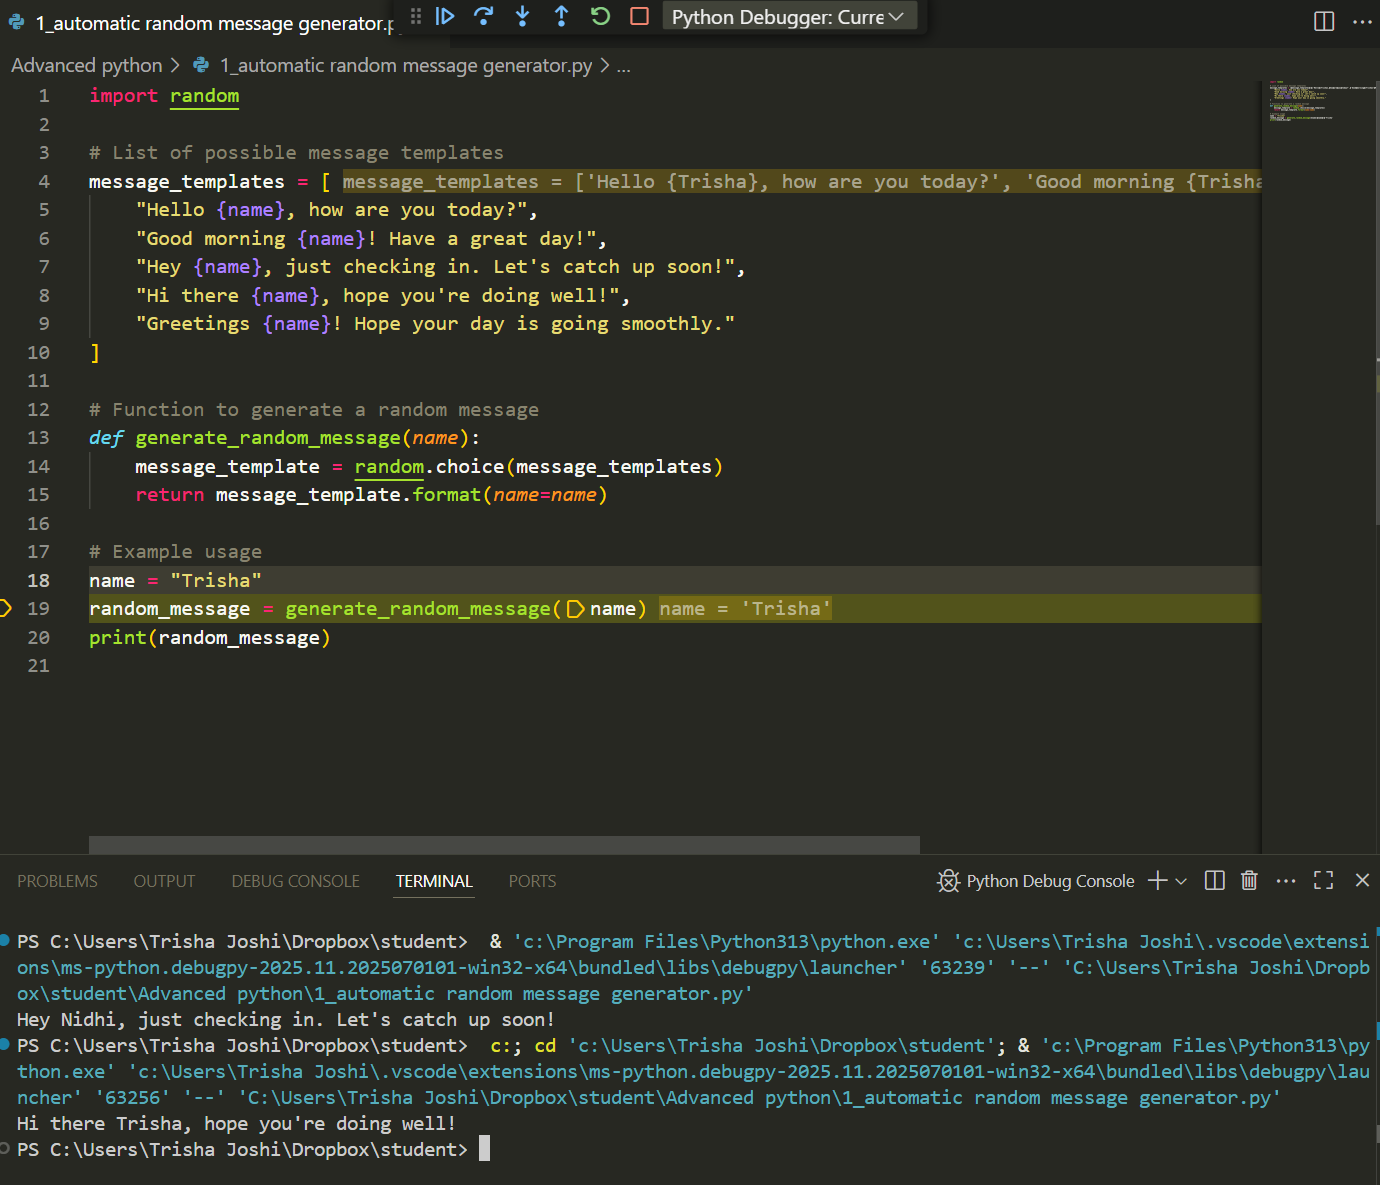 1_automatic random message generator.p
Python Debugger: Curre
Advanced python > 1_automatic random message generator.py > ...
1 import random
2
3 # List of possible message templates
4 message_templates = [ message_templates = ['Hello {Trisha}, how are you today?', 'Good morning {Trisha
5 "Hello {name}, how are you today?",
6 "Good morning {name}! Have a great day!",
7 "Hey {name}, just checking in. Let's catch up soon!",
8 "Hi there {name}, hope you're doing well!",
9 "Greetings {name}! Hope your day is going smoothly."
10 ]
11
12 # Function to generate a random message
13 def generate_random_message(name):
14 message_template = random.choice(message_templates)
15 return message_template.format(name=name)
16
17 # Example usage
18 name = "Trisha"
19 random_message = generate_random_message(name) name = 'Trisha'
20 print(random_message)
21
PROBLEMS OUTPUT DEBUG CONSOLE TERMINAL PORTS Python Debug Console
PS C:\Users\Trisha Joshi\Dropbox\student> & 'c:\Program Files\Python313\python.exe' 'c:\Users\Trisha Joshi\.vscode\extensi
ons\ms-python.debugpy-2025.11.2025070101-win32-x64\bundled\libs\debugpy\launcher' '63239' '--' 'C:\Users\Trisha Joshi\Dropb
ox\student\Advanced python\1_automatic random message generator.py'
Hey Nidhi, just checking in. Let's catch up soon!
PS C:\Users\Trisha Joshi\Dropbox\student> c:; cd 'c:\Users\Trisha Joshi\Dropbox\student'; & 'c:\Program Files\Python313\py
thon.exe' 'c:\Users\Trisha Joshi\.vscode\extensions\ms-python.debugpy-2025.11.2025070101-win32-x64\bundled\libs\debugpy\lau
ncher' '63256' '--' 'C:\Users\Trisha Joshi\Dropbox\student\Advanced python\1_automatic random message generator.py'
Hi there Trisha, hope you're doing well!
PS C:\Users\Trisha Joshi\Dropbox\student>